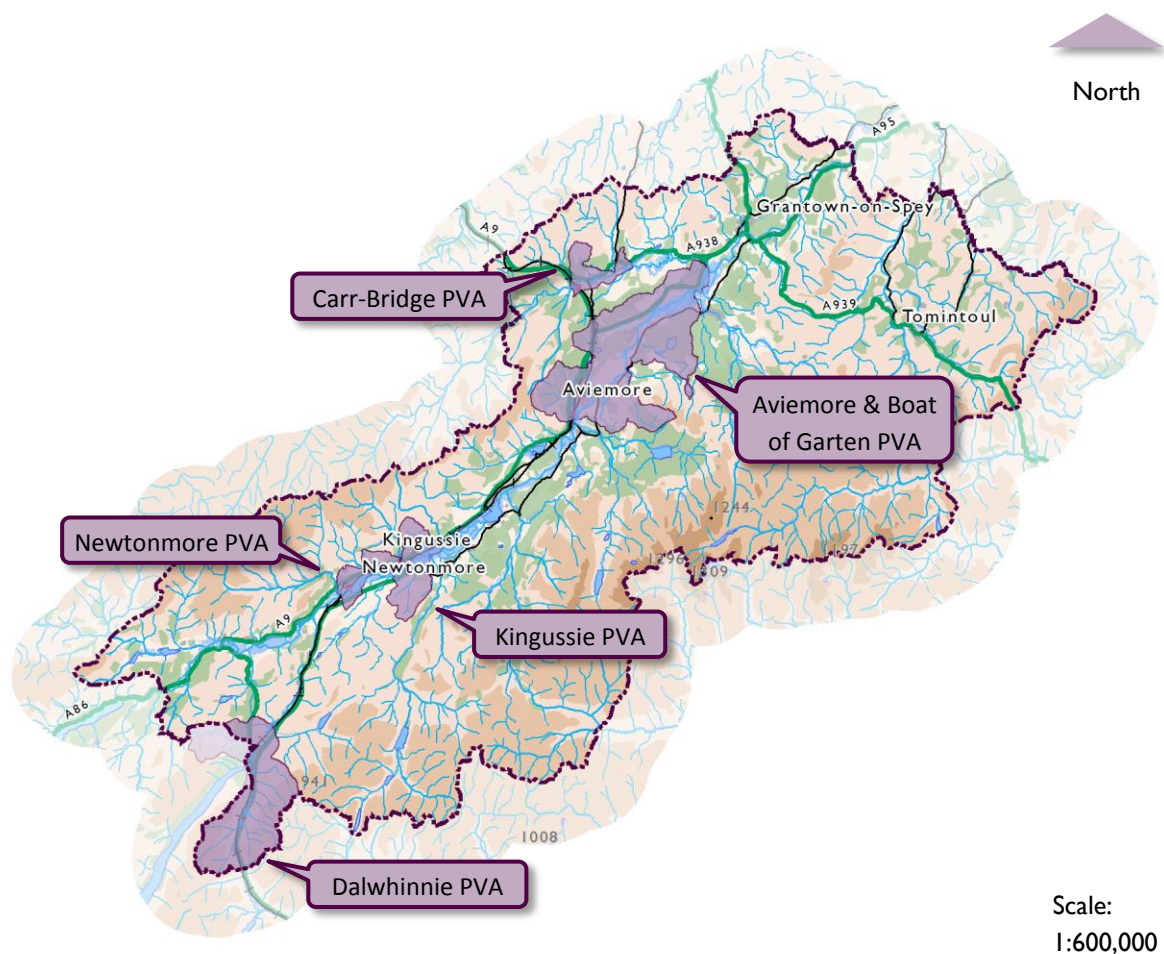 North
A95
Grantown-on-Spey
A9
A938
Carr-Bridge PVA
A939
Tomintoul
Aviemore
Aviemore & Boat
of Garten PVA
1244
Newtonmore PVA
Kingussie
Newtonmore
1296
1309
1197
A9
Kingussie PVA
A86
941
1008
Dalwhinnie PVA
Scale:
1:600,000